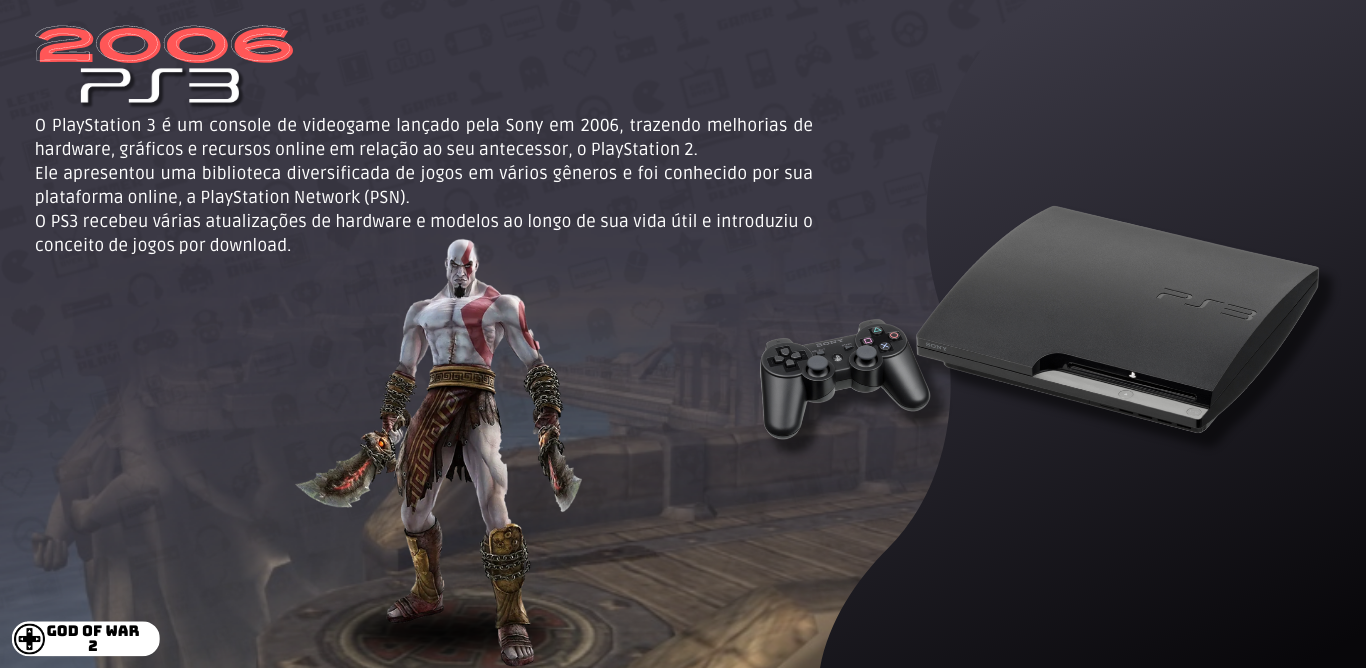 2006
PS3
O PlayStation 3 é um console de videogame lançado pela Sony em 2006, trazendo melhorias de
hardware, gráficos e recursos online em relação ao seu antecessor, o PlayStation 2.
Ele apresentou uma biblioteca diversificada de jogos em vários gêneros e foi conhecido por sua
plataforma online, a PlayStation Network (PSN).
O PS3 recebeu várias atualizações de hardware e modelos ao longo de sua vida útil e introduziu o
conceito de jogos por download.
PS3
SONY
SONY
GOD OF WAR
2